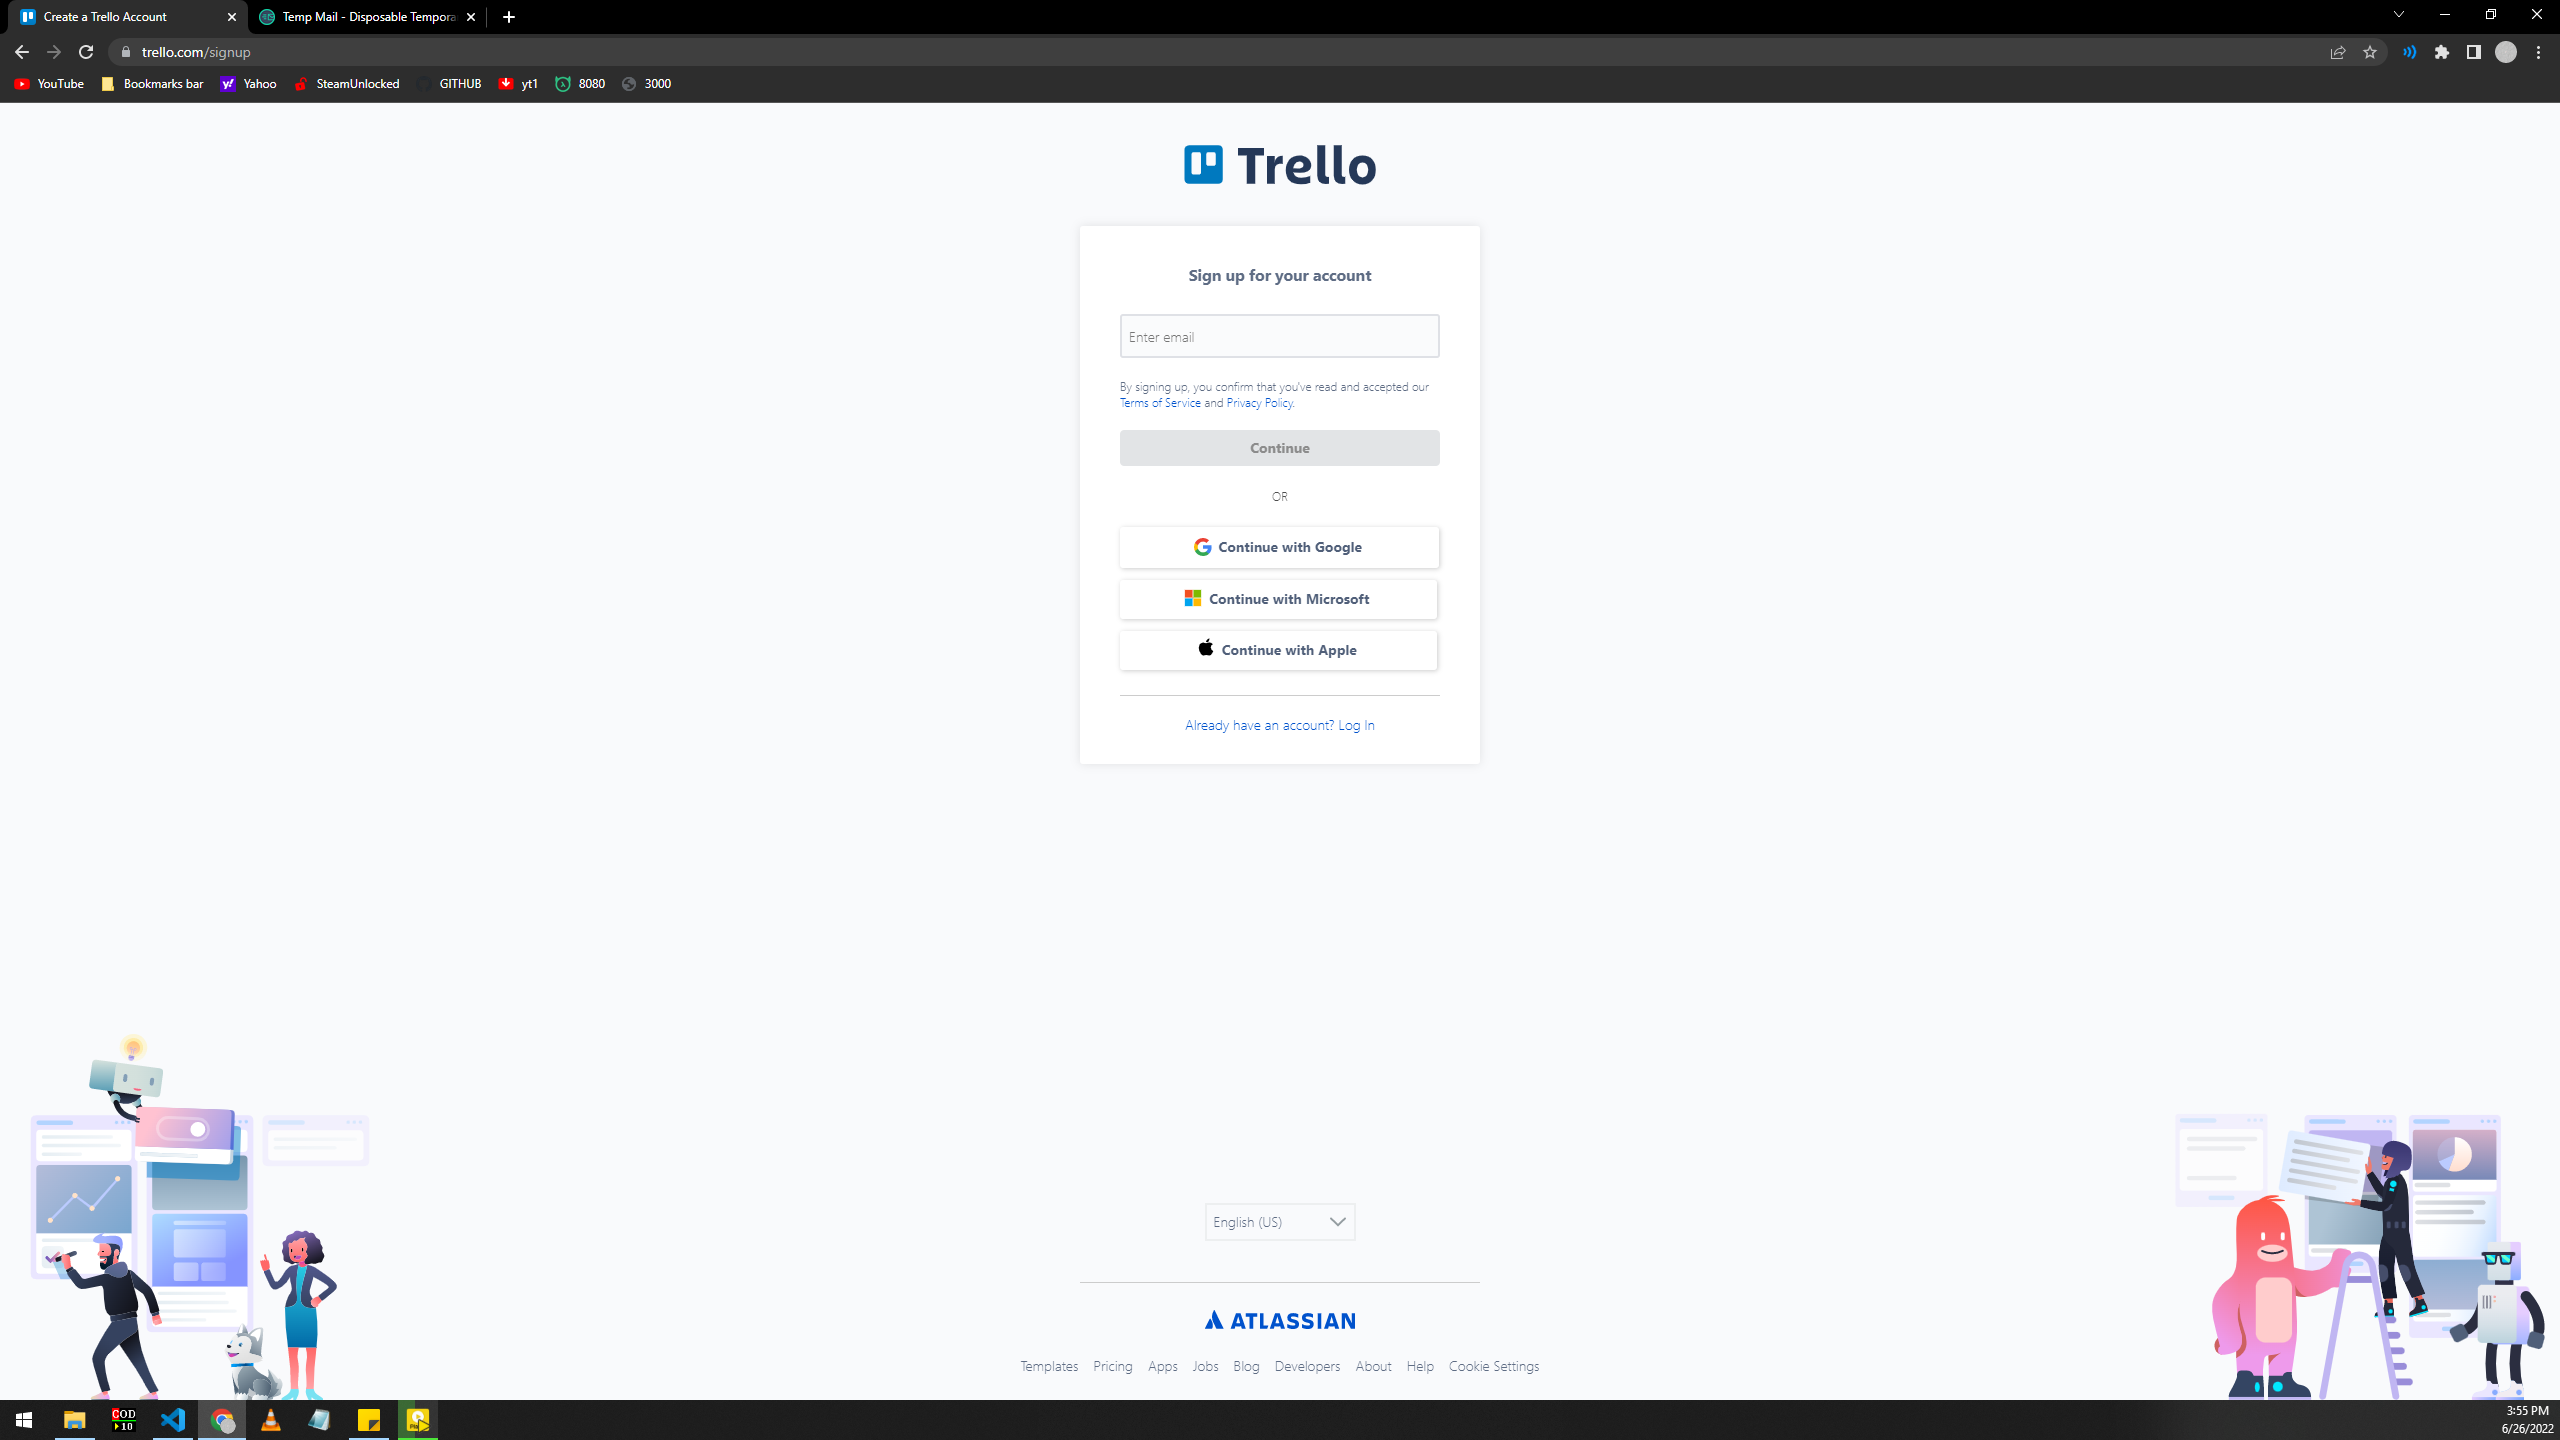 Create a Trello Account
Temp Mail - Disposable Tempora
trello.com/signup
YouTube Bookmarks bar Yahoo SteamUnlocked GITHUB yt1 8080 3000
Trello
Sign up for your account
Enter email
By signing up, you confirm that you've read and accepted our
Terms of Service and Privacy Policy.
Continue
OR
Continue with Google
Continue with Microsoft
Continue with Apple
Already have an account? Log In
English (US)
ATLASSIAN
Templates Pricing Apps Jobs Blog Developers About Help Cookie Settings
COD
10
3:55 PM
6/26/2022